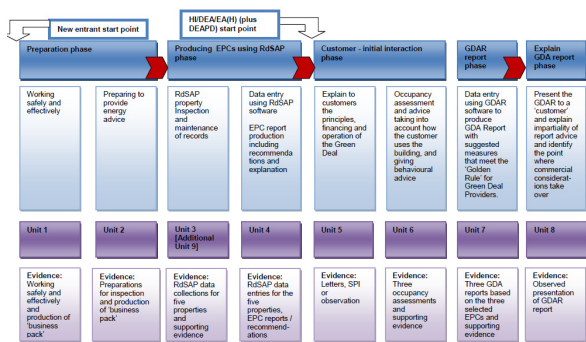 New entrant start point
HI/DEA/EA(H) (plus
DEAPD) start point
Preparation phase
Producing EPCs using RdSAP
phase
Customer - initial interaction
phase
GDAR
report
phase
Explain
GDA report
phase
Working
safely and
effectively
Preparing to
provide
energy
advice
RdSAP
property
Inspection
and
maintenance
of records
Data entry
using RdSAP
software
EPC report
production
including
recommenda
tions and
explanation
Explain to
customers
the
principles,
financing and
operation of
the Green
Deal
Occupancy
assessment
and advice
taking into
account how
the customer
uses the
building, and
giving
behavioural
advice
Data entry
using GDAR
software to
produce
GDA Report
with
suggested
measures
that meet the
'Golden
Rule' for
Green Deal
Providers.
Present the
GDAR to a
'customer'
and explain
impartiality of
report advice
and identify
the point
where
commercial
considerat-
ions take
over
Unit 1
Unit 2
Unit 3
[Additional
Unit 9]
Unit 4
Unit 5
Unit 6
Unit 7
Unit 8
Evidence:
Working
safely and
effectively
and
production of
'business
pack'
Evidence:
Preparations
for inspection
and
production of
'business
pack'
Evidence:
RdSAP data
collections for
five
properties
and
supporting
evidence
Evidence:
RdSAP data
entries for the
five
properties,
EPC reports /
recommend-
ations
Evidence:
Letters, SPI
or
observation
Evidence:
Three
occupancy
assessments
and
supporting
evidence
Evidence:
Three GDA
reports based
on the three
selected
EPCs and
supporting
evidence
Evidence:
Observed
presentation
of GDAR
report